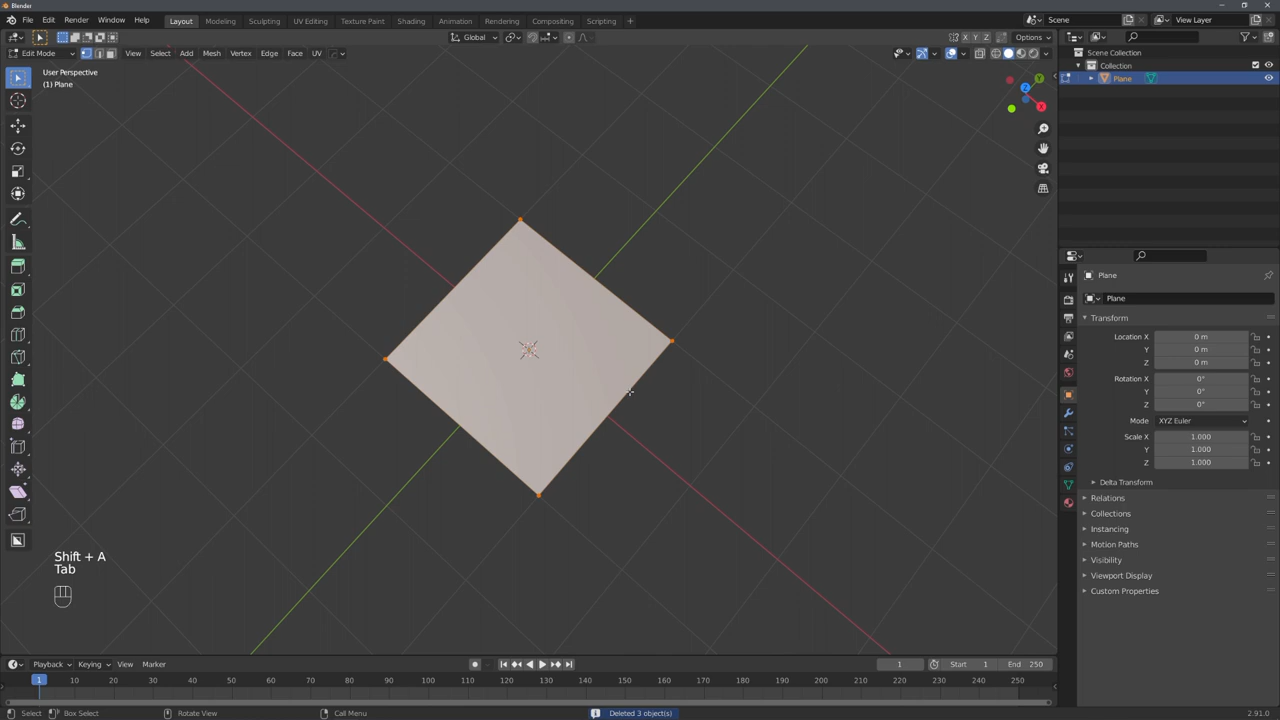 Blender
File Edit Render Window Help
Layout Modeling Sculpting UV Editing Texture Paint Shading Animation Rendering Compositing Scripting +
Scene
View Layer
Edit Mode
View Select Add Mesh Vertex Edge Face UV
Global
X Y Z
Options
User Perspective
(1) Plane
Scene Collection
Collection
Plane
Y
Z
X
Plane
Plane
Transform
Location X 0 m
Y 0 m
Z 0 m
Rotation X 0°
Y 0°
Z 0°
Mode XYZ Euler
Scale X 1.000
Y 1.000
Z 1.000
Delta Transform
Relations
Collections
Instancing
Motion Paths
Visibility
Viewport Display
Custom Properties
Shift + A
Tab
Playback Keying View Marker
1
Start 1 End 250
1 10 20 30 40 50 60 70 80 90 100 110 120 130 140 150 160 170 180 190 200 210 220 230 240 250
Select Box Select Rotate View Call Menu
Deleted 3 object(s)
2.91.0